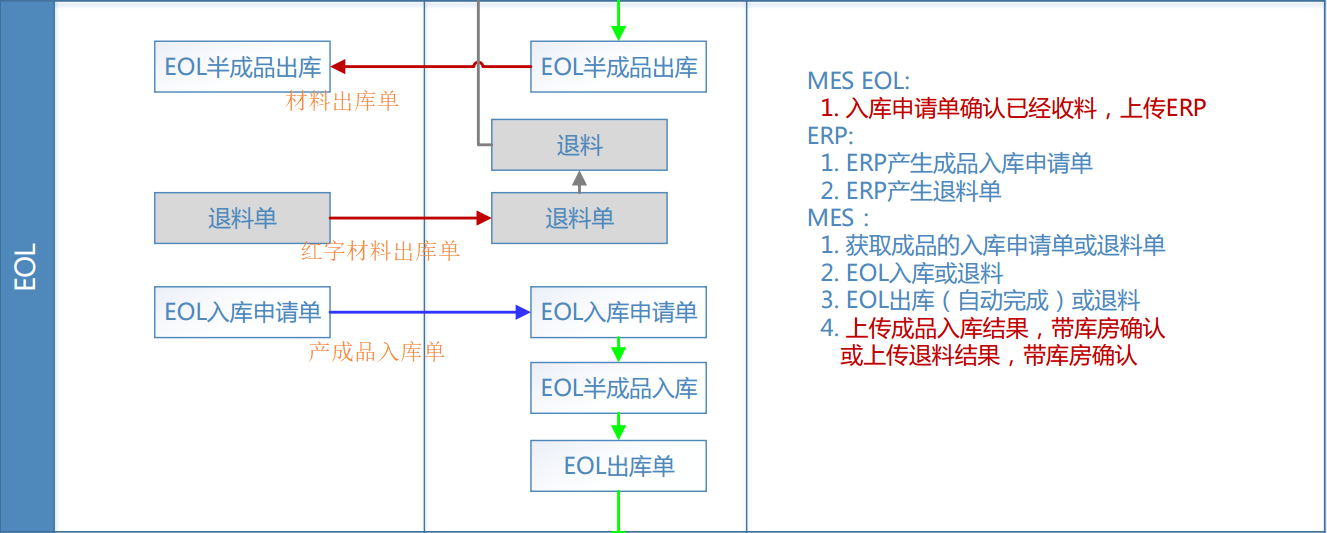 EOL
EOL半成品出库
EOL半成品出库
材料出库单
退料
退料单
退料单
红字材料出库单
EOL入库申请单
EOL入库申请单
产成品入库单
EOL半成品入库
EOL出库单
MES EOL:
1. 入库申请单确认已经收料，上传ERP
ERP:
1. ERP产生成品入库申请单
2. ERP产生退料单
MES：
1. 获取成品的入库申请单或退料单
2. EOL入库或退料
3. EOL出库（自动完成）或退料
4. 上传成品入库结果，带库房确认
或上传退料结果，带库房确认